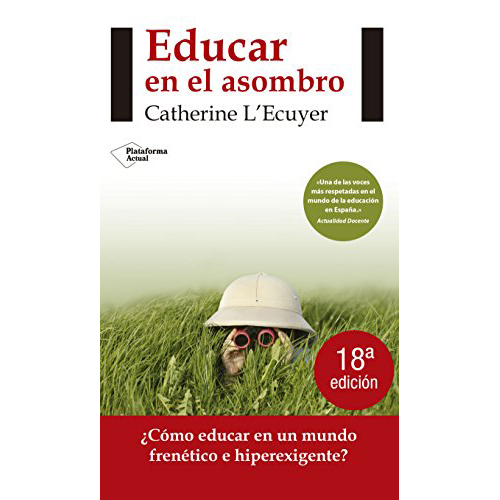 Educar
en el asombro
Catherine L'Ecuyer
Plataforma
Actual
«Una de las voces
más respetadas en el
mundo de la educación
en España.»
Actualidad Docente
18ª
edición
¿Cómo educar en un mundo
frenético e hiperexigente?